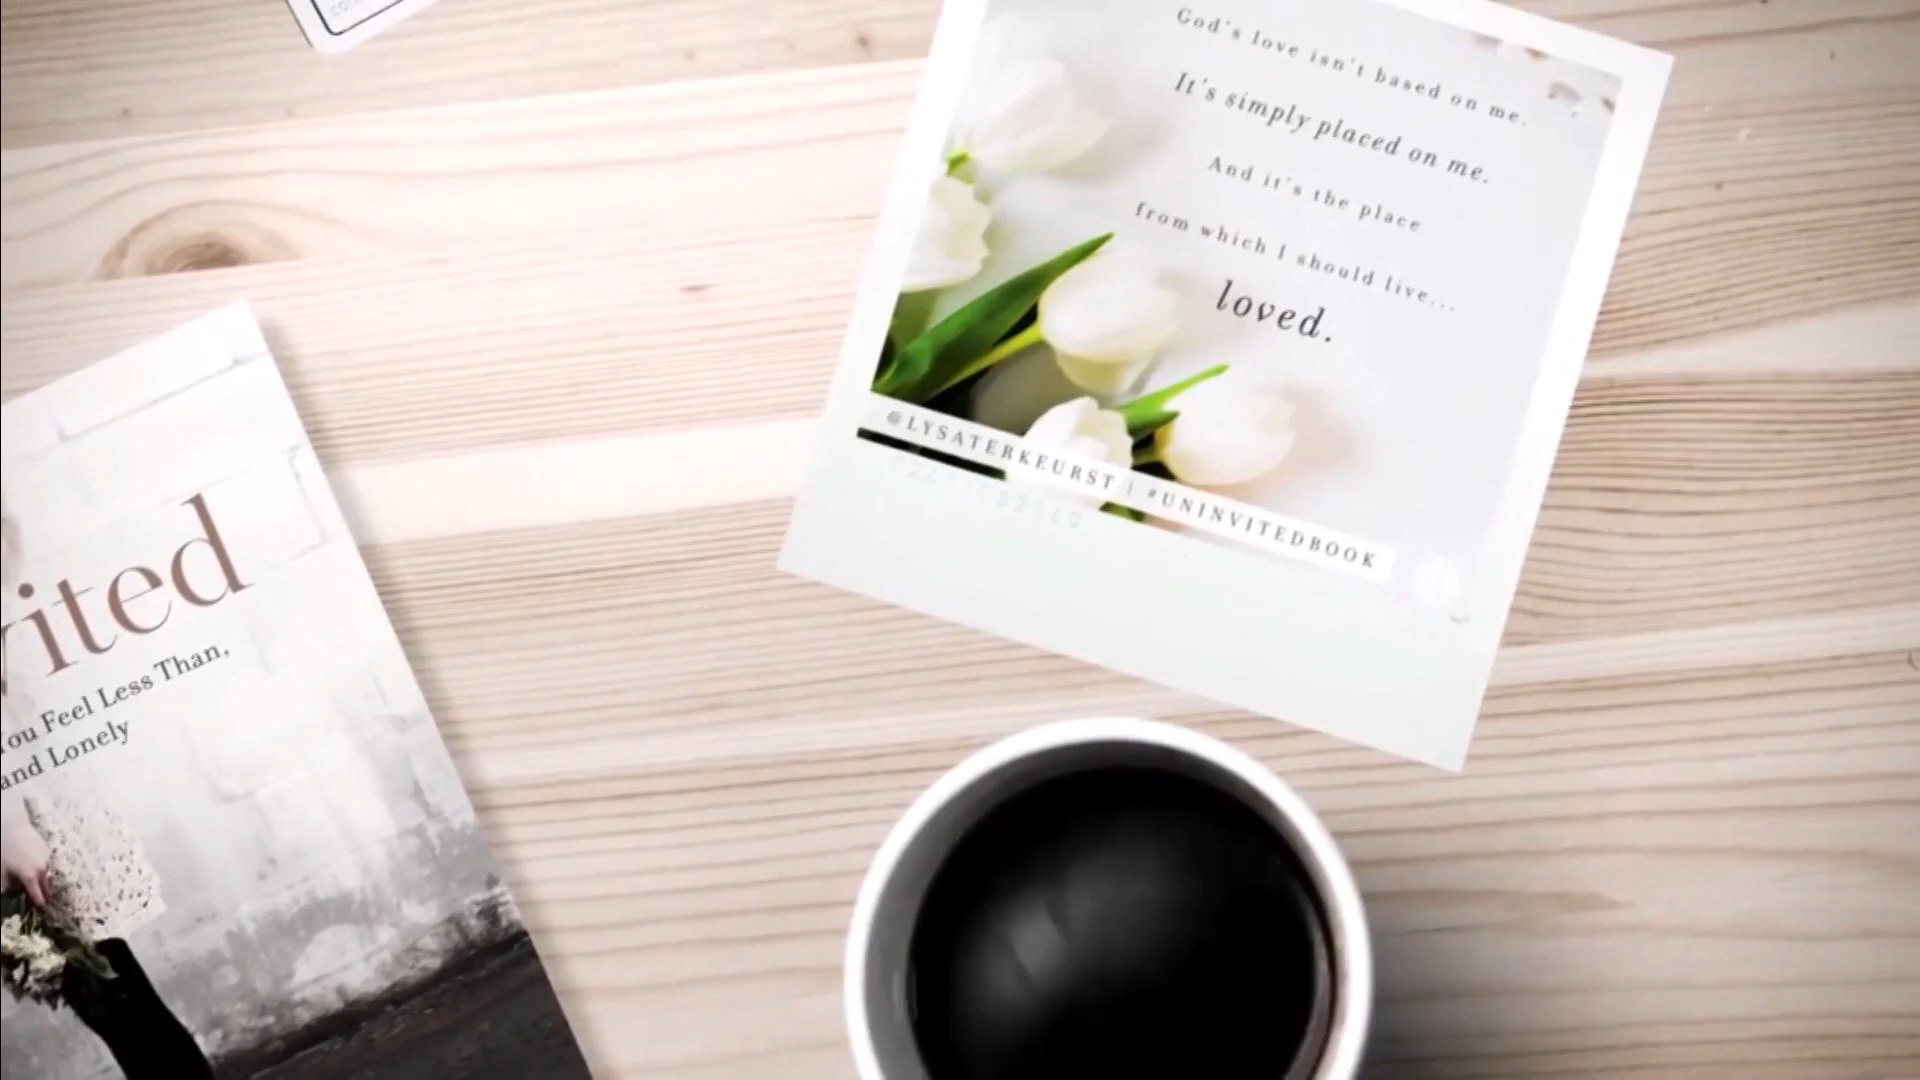 God's love isn't based on me.
It's simply placed on me.
And it's the place
from which I should live...
loved.
@LYSATERKEURST | #UNINVITEDBOOK
vited
You Feel Less Than,
and Lonely